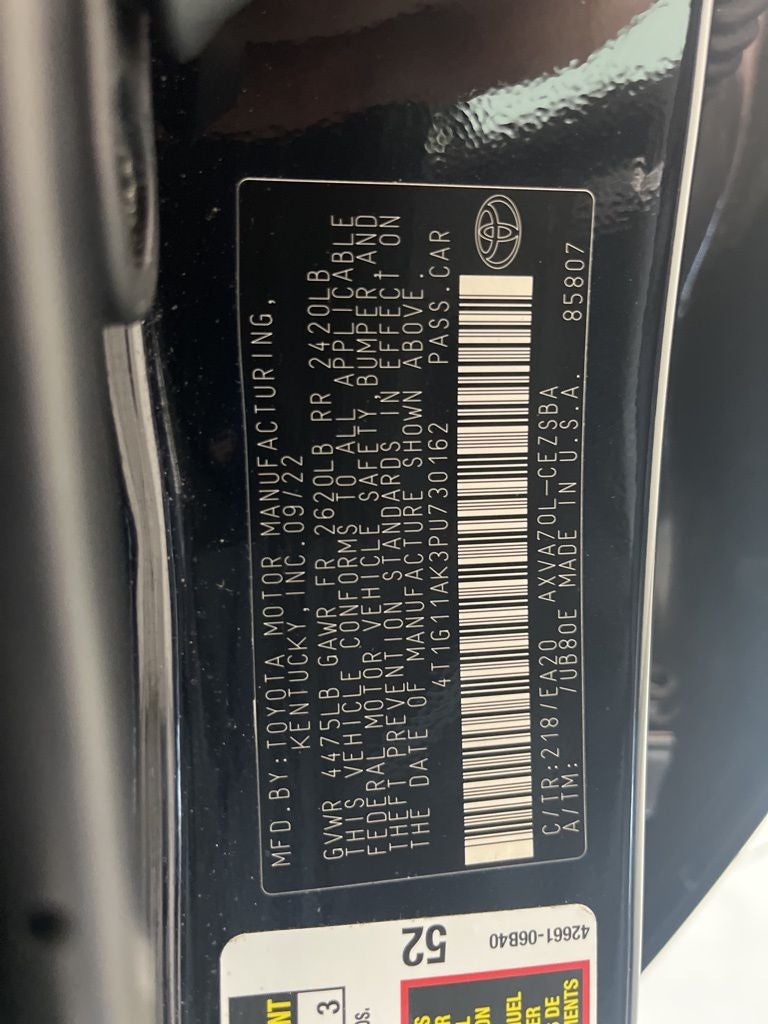 MFD.BY:TOYOTA MOTOR MANUFACTURING,
KENTUCKY,INC.09/22
GVWR 4475LB GAWR FR 2620LB RR 2420LB
THIS VEHICLE CONFORMS TO ALL APPLICABLE
FEDERAL MOTOR VEHICLE SAFETY, BUMPER,AND
THEFT PREVENTION STANDARDS IN EFFECT ON
THE DATE OF MANUFACTURE SHOWN ABOVE.
4T1G11AK3PU730162 PASS.CAR
C/TR:218/EA20 AXVA70L-CEZSBA
A/TM: /UB80E MADE IN U.S.A. 85807
52
42661-06B40
3